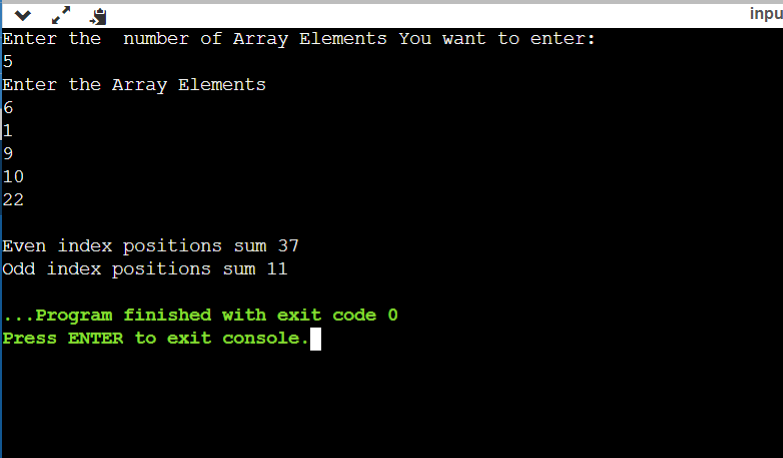 inpu
Enter the  number of Array Elements You want to enter:
5
Enter the Array Elements
6
1
9
10
22
Even index positions sum 37
Odd index positions sum 11
...Program finished with exit code 0
Press ENTER to exit console.